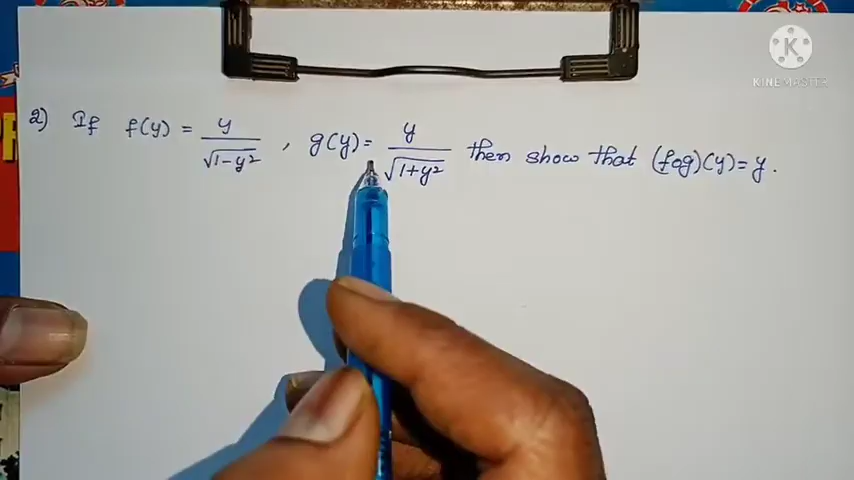 KINEMASTER
2) If f(y) = y/√1-y² , g(y) = y/√1+y² then show that (fog)(y) = y.